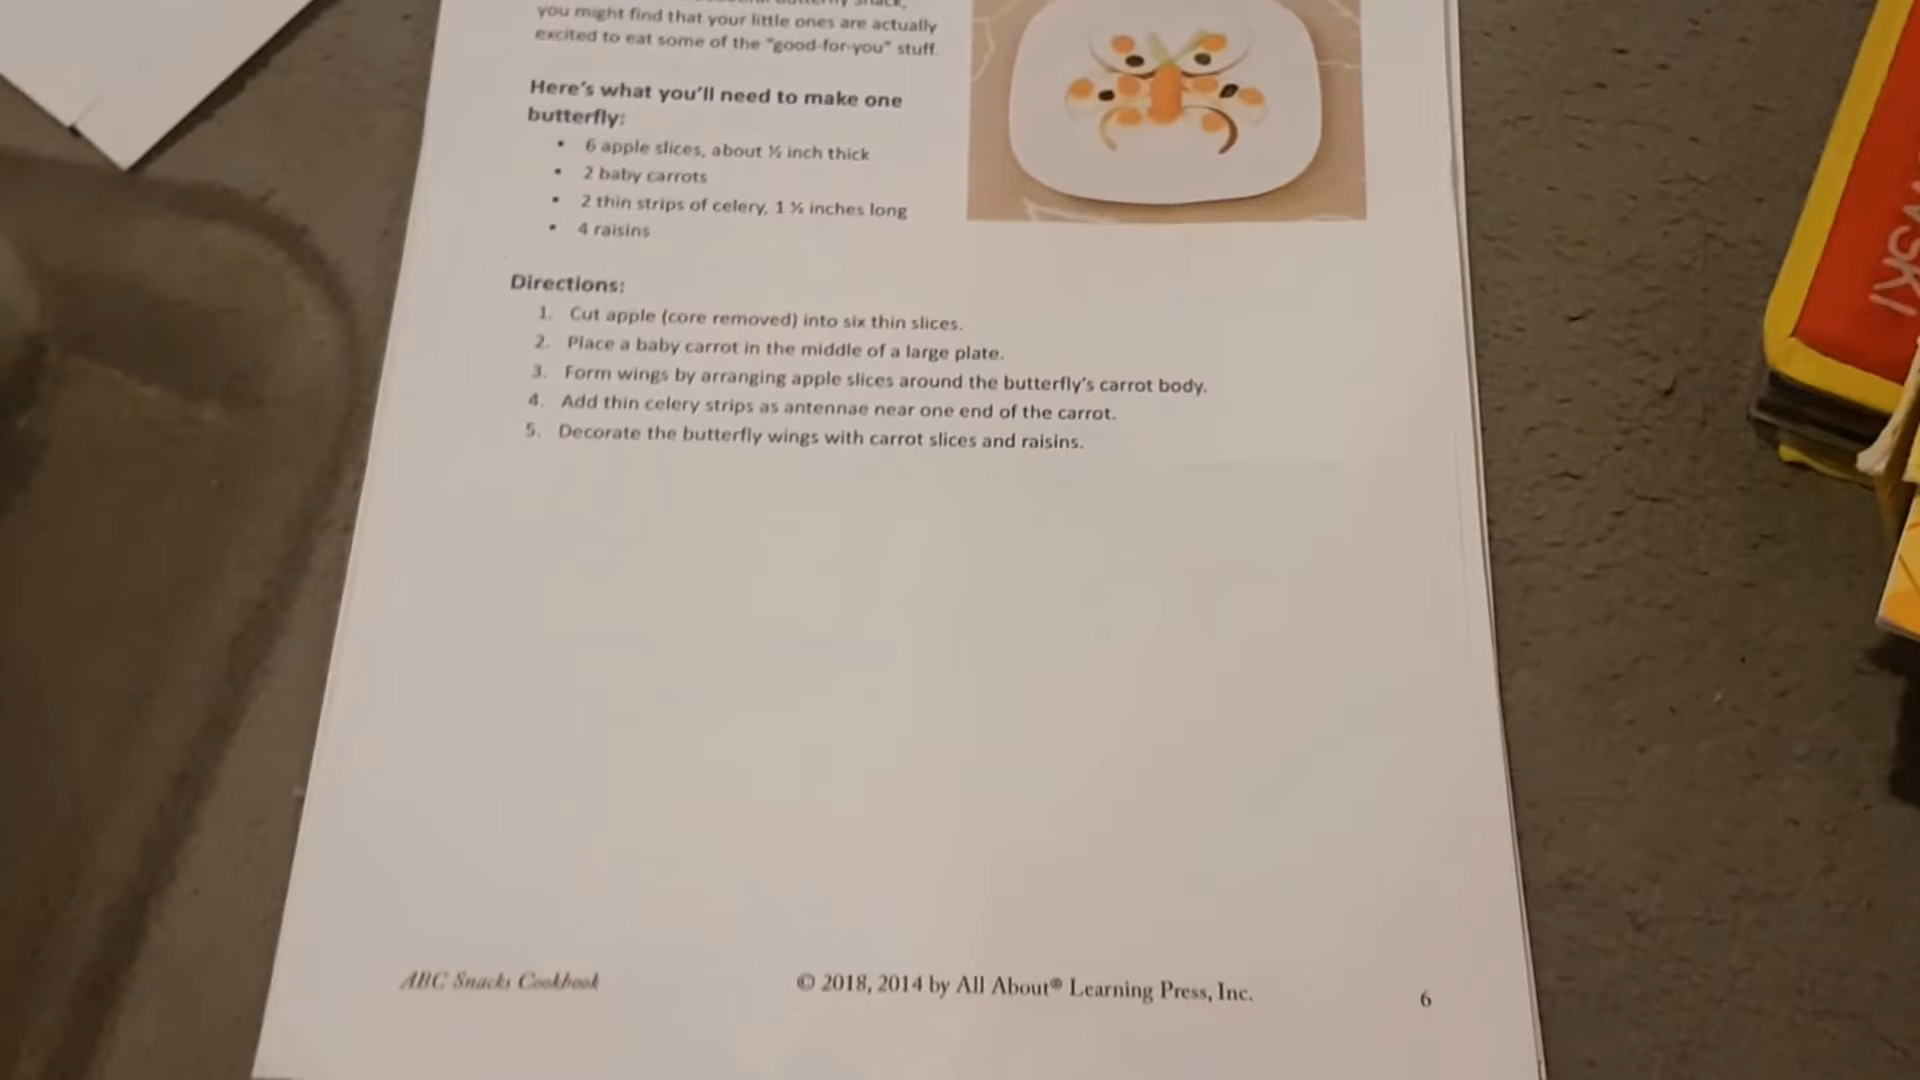 you might find that your little ones are actually
excited to eat some of the "good-for-you" stuff.
Here's what you'll need to make one
butterfly:
• 6 apple slices, about ½ inch thick
• 2 baby carrots
• 2 thin strips of celery, 1 ½ inches long
• 4 raisins
Directions:
1. Cut apple (core removed) into six thin slices.
2. Place a baby carrot in the middle of a large plate.
3. Form wings by arranging apple slices around the butterfly's carrot body.
4. Add thin celery strips as antennae near one end of the carrot.
5. Decorate the butterfly wings with carrot slices and raisins.
ABC Snacks Cookbook
© 2018, 2014 by All About® Learning Press, Inc.
6